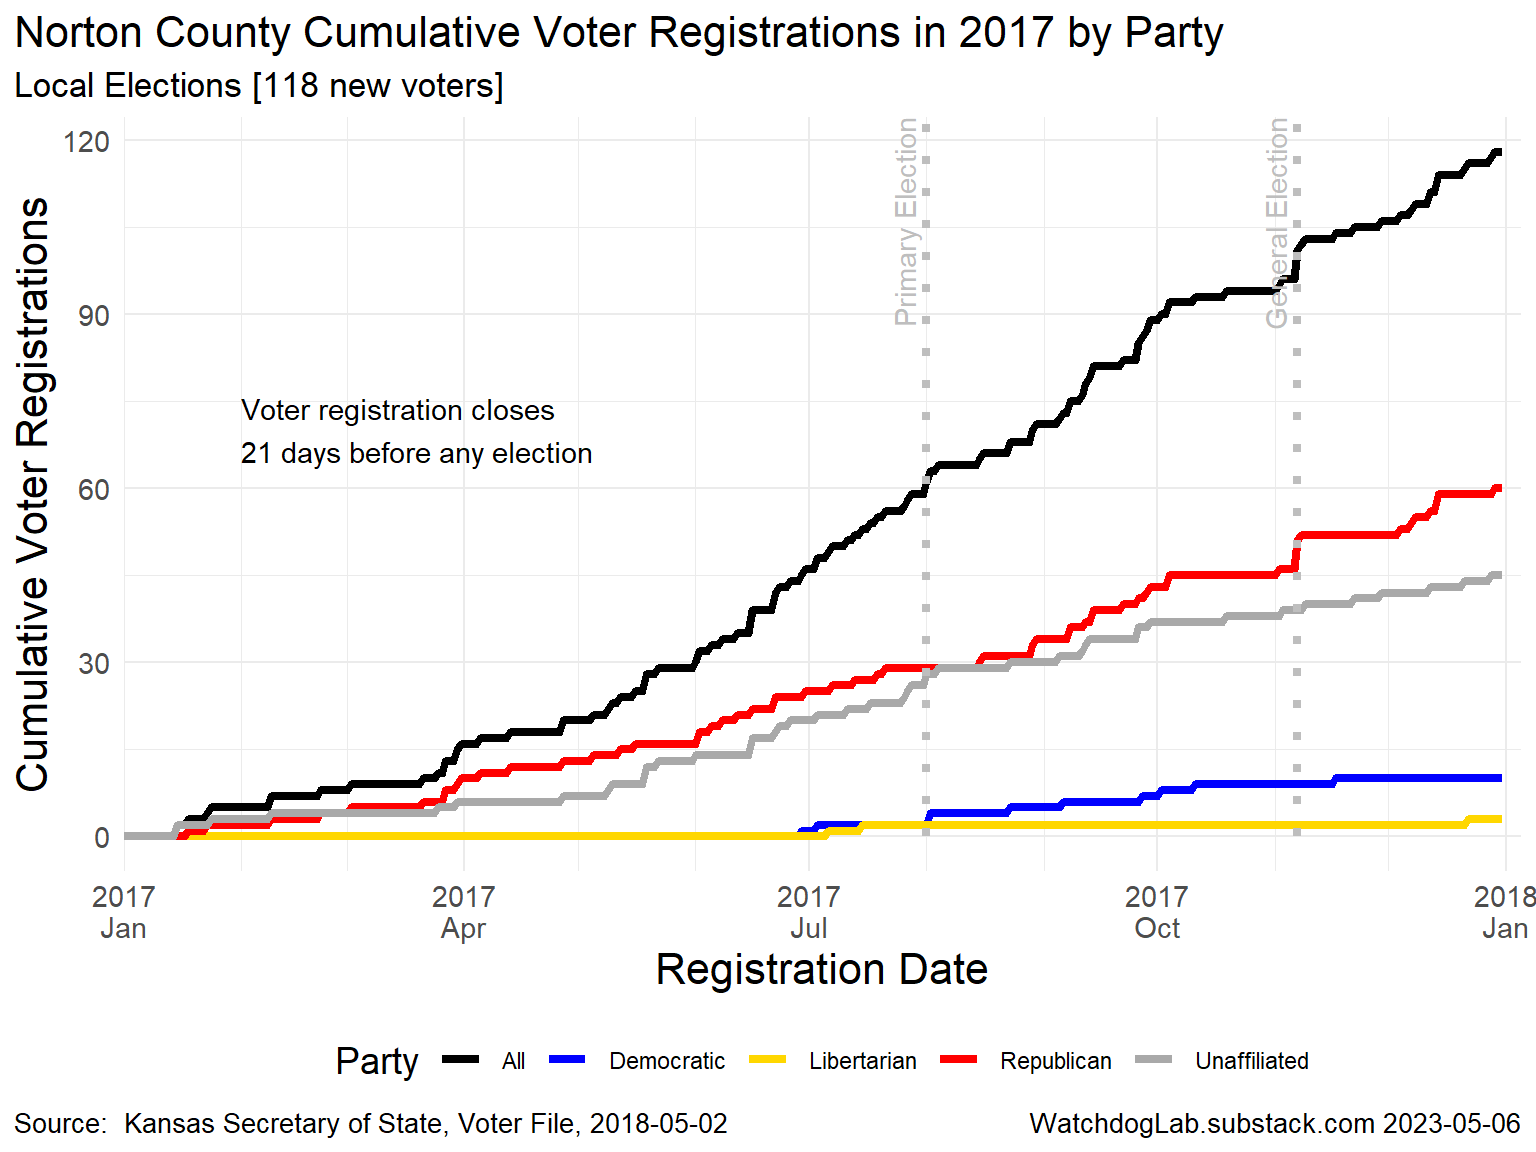 Norton County Cumulative Voter Registrations in 2017 by Party
Local Elections [118 new voters]
Cumulative Voter Registrations
120
90
60
30
0
Primary Election
General Election
Voter registration closes
21 days before any election
2017
Jan
2017
Apr
2017
Jul
2017
Oct
2018
Jan
Registration Date
Party All Democratic Libertarian Republican Unaffiliated
Source:  Kansas Secretary of State, Voter File, 2018-05-02
WatchdogLab.substack.com 2023-05-06